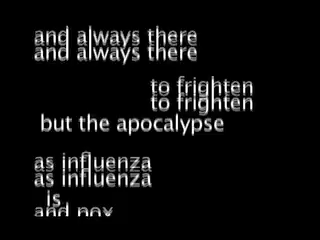 and always there
and always there
to frighten
to frighten
but the apocalypse
as influenza
as influenza
is
and pox